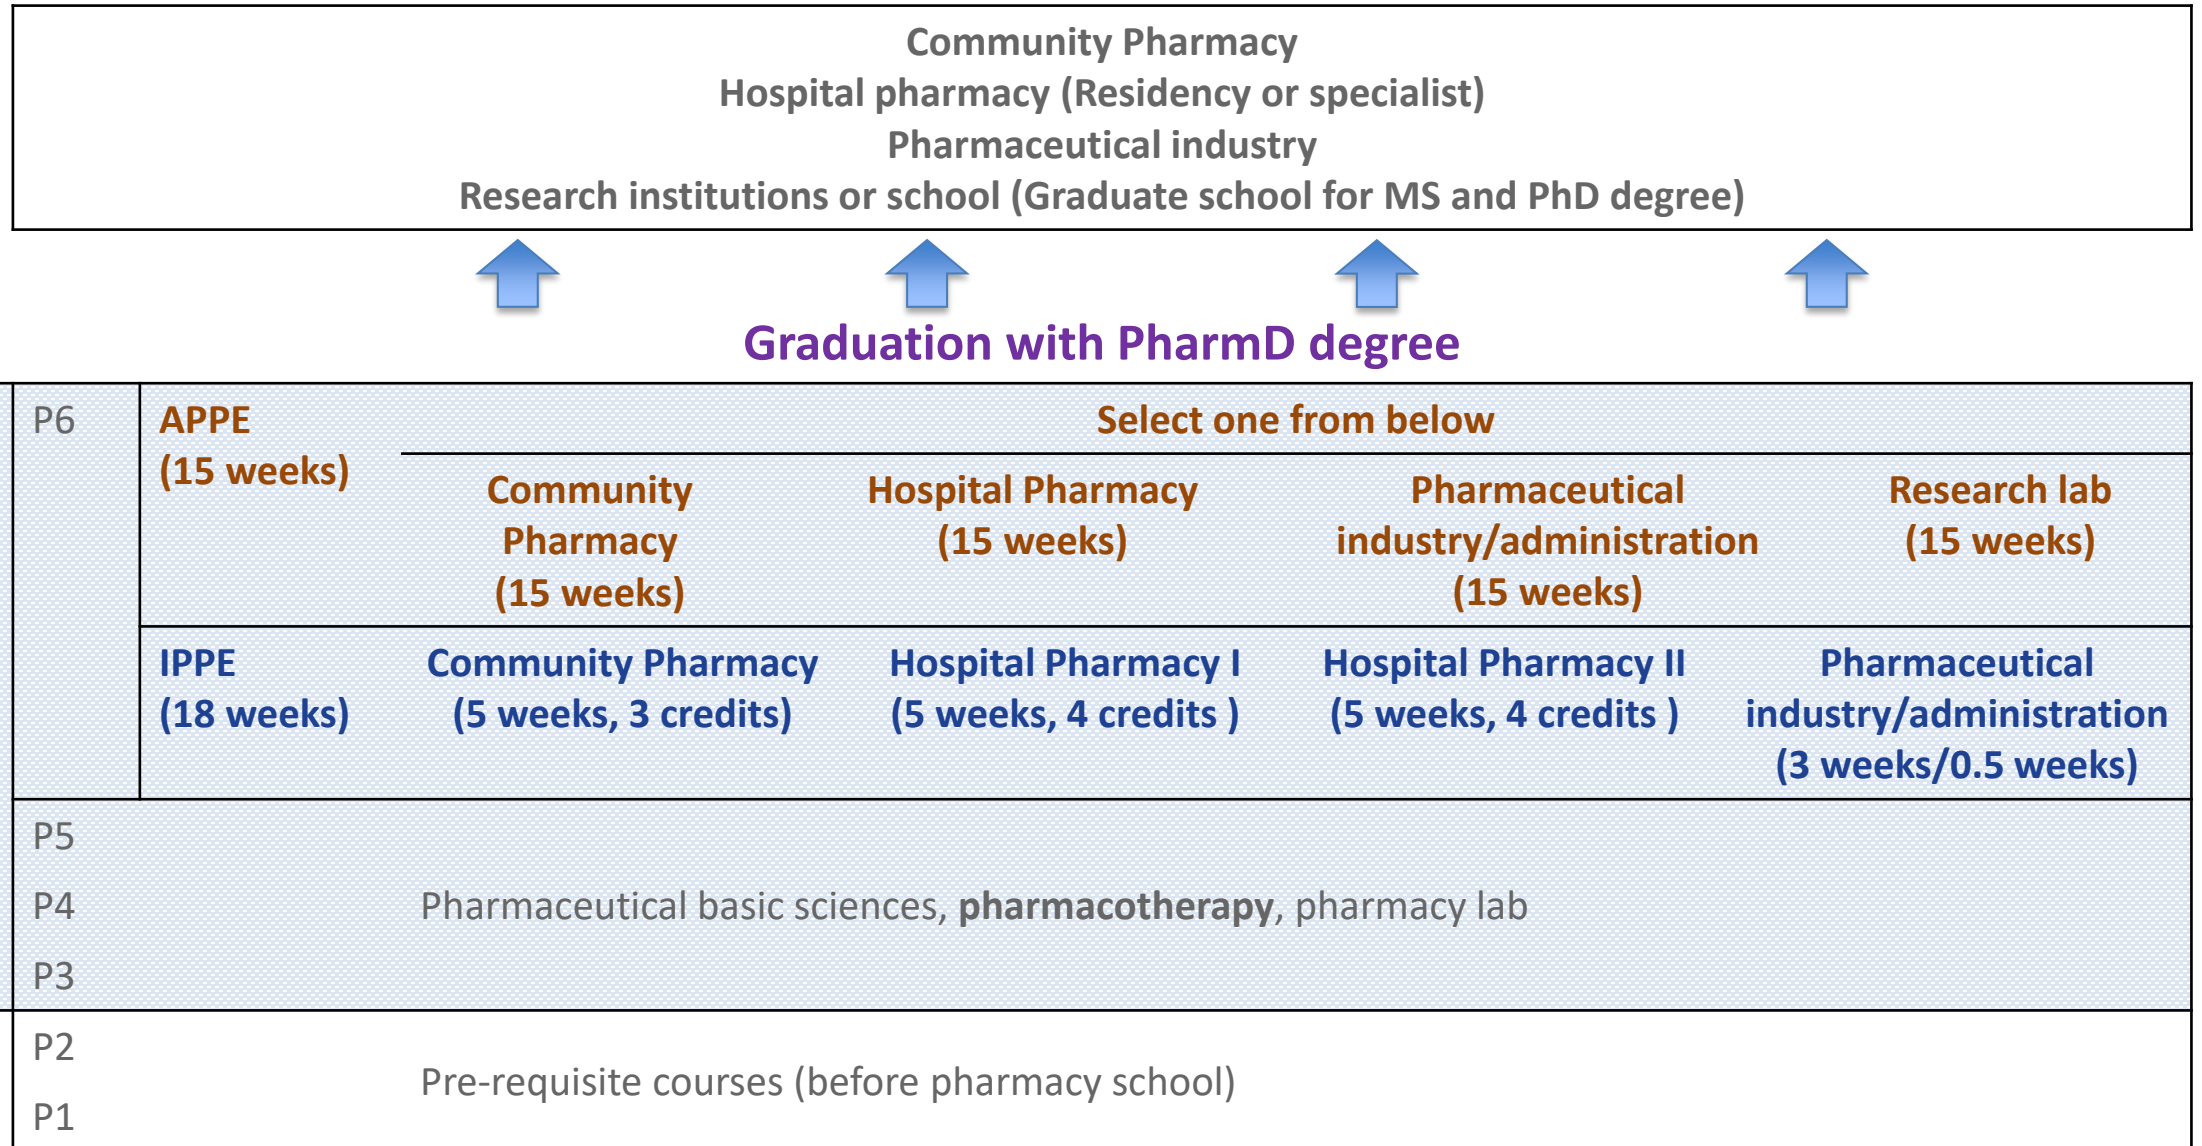 Community Pharmacy
Hospital pharmacy (Residency or specialist)
Pharmaceutical industry
Research institutions or school (Graduate school for MS and PhD degree)
Graduation with PharmD degree
P6
APPE
(15 weeks)
Select one from below
Community
Pharmacy
(15 weeks)
Hospital Pharmacy
(15 weeks)
Pharmaceutical
industry/administration
(15 weeks)
Research lab
(15 weeks)
IPPE
(18 weeks)
Community Pharmacy
(5 weeks, 3 credits)
Hospital Pharmacy I
(5 weeks, 4 credits )
Hospital Pharmacy II
(5 weeks, 4 credits )
Pharmaceutical
industry/administration
(3 weeks/0.5 weeks)
P5
P4
P3
Pharmaceutical basic sciences, pharmacotherapy, pharmacy lab
P2
P1
Pre-requisite courses (before pharmacy school)